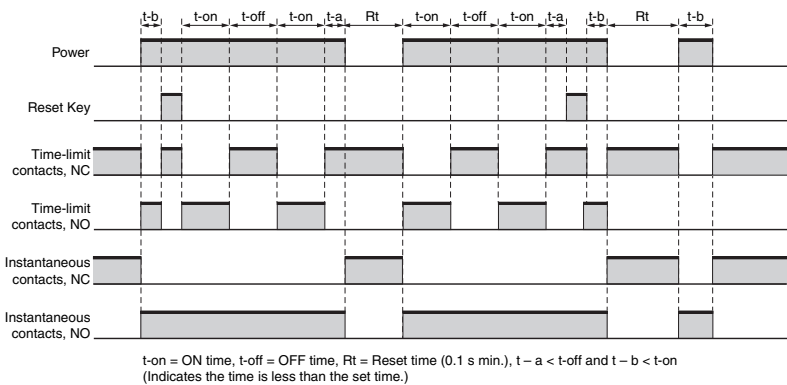 t-b t-on t-off t-on t-a Rt t-on t-off t-on t-a t-b Rt t-b
Power
Reset Key
Time-limit
contacts, NC
Time-limit
contacts, NO
Instantaneous
contacts, NC
Instantaneous
contacts, NO
t-on = ON time, t-off = OFF time, Rt = Reset time (0.1 s min.), t – a < t-off and t – b < t-on
(Indicates the time is less than the set time.)